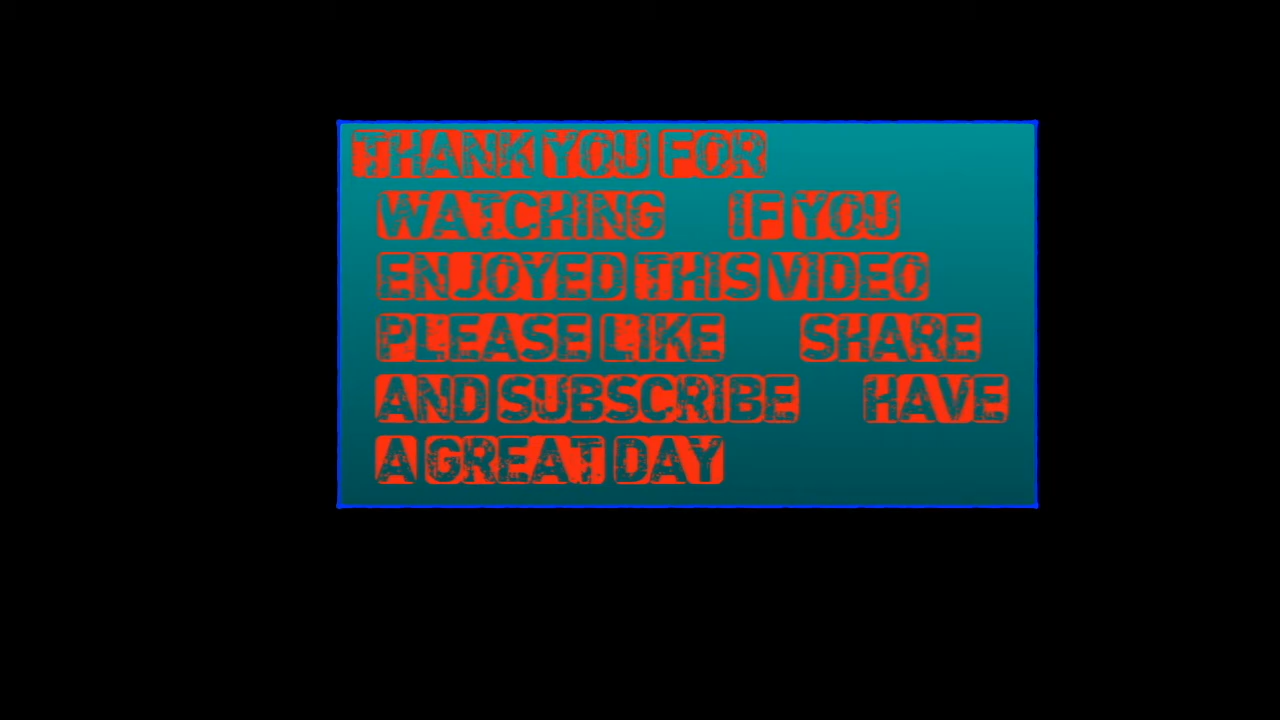 THANK YOU FOR
WATCHING IF YOU
ENJOYED THIS VIDEO
PLEASE LIKE SHARE
AND SUBSCRIBE HAVE
A GREAT DAY